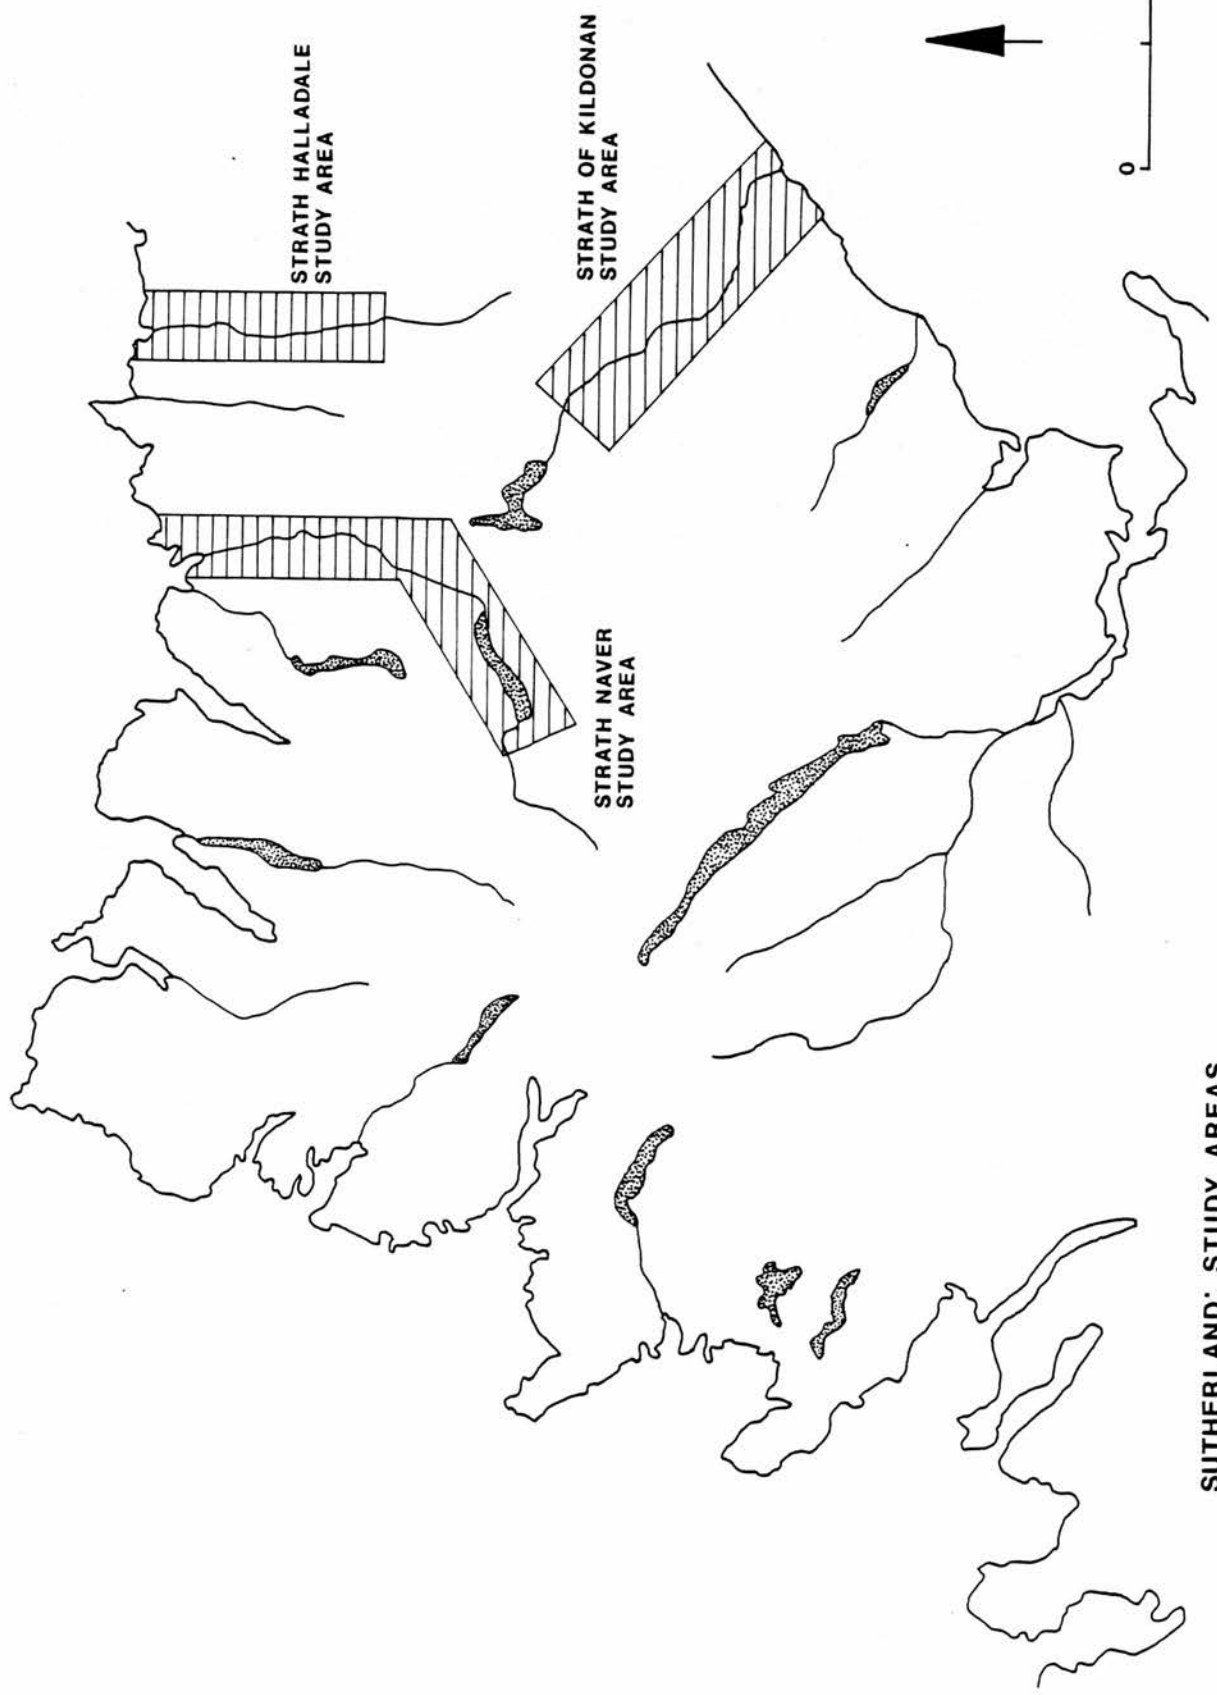 STRATH HALLADALE
STUDY AREA
STRATH OF KILDONAN
STUDY AREA
STRATH NAVER
STUDY AREA
0
SUTHERLAND: STUDY AREAS